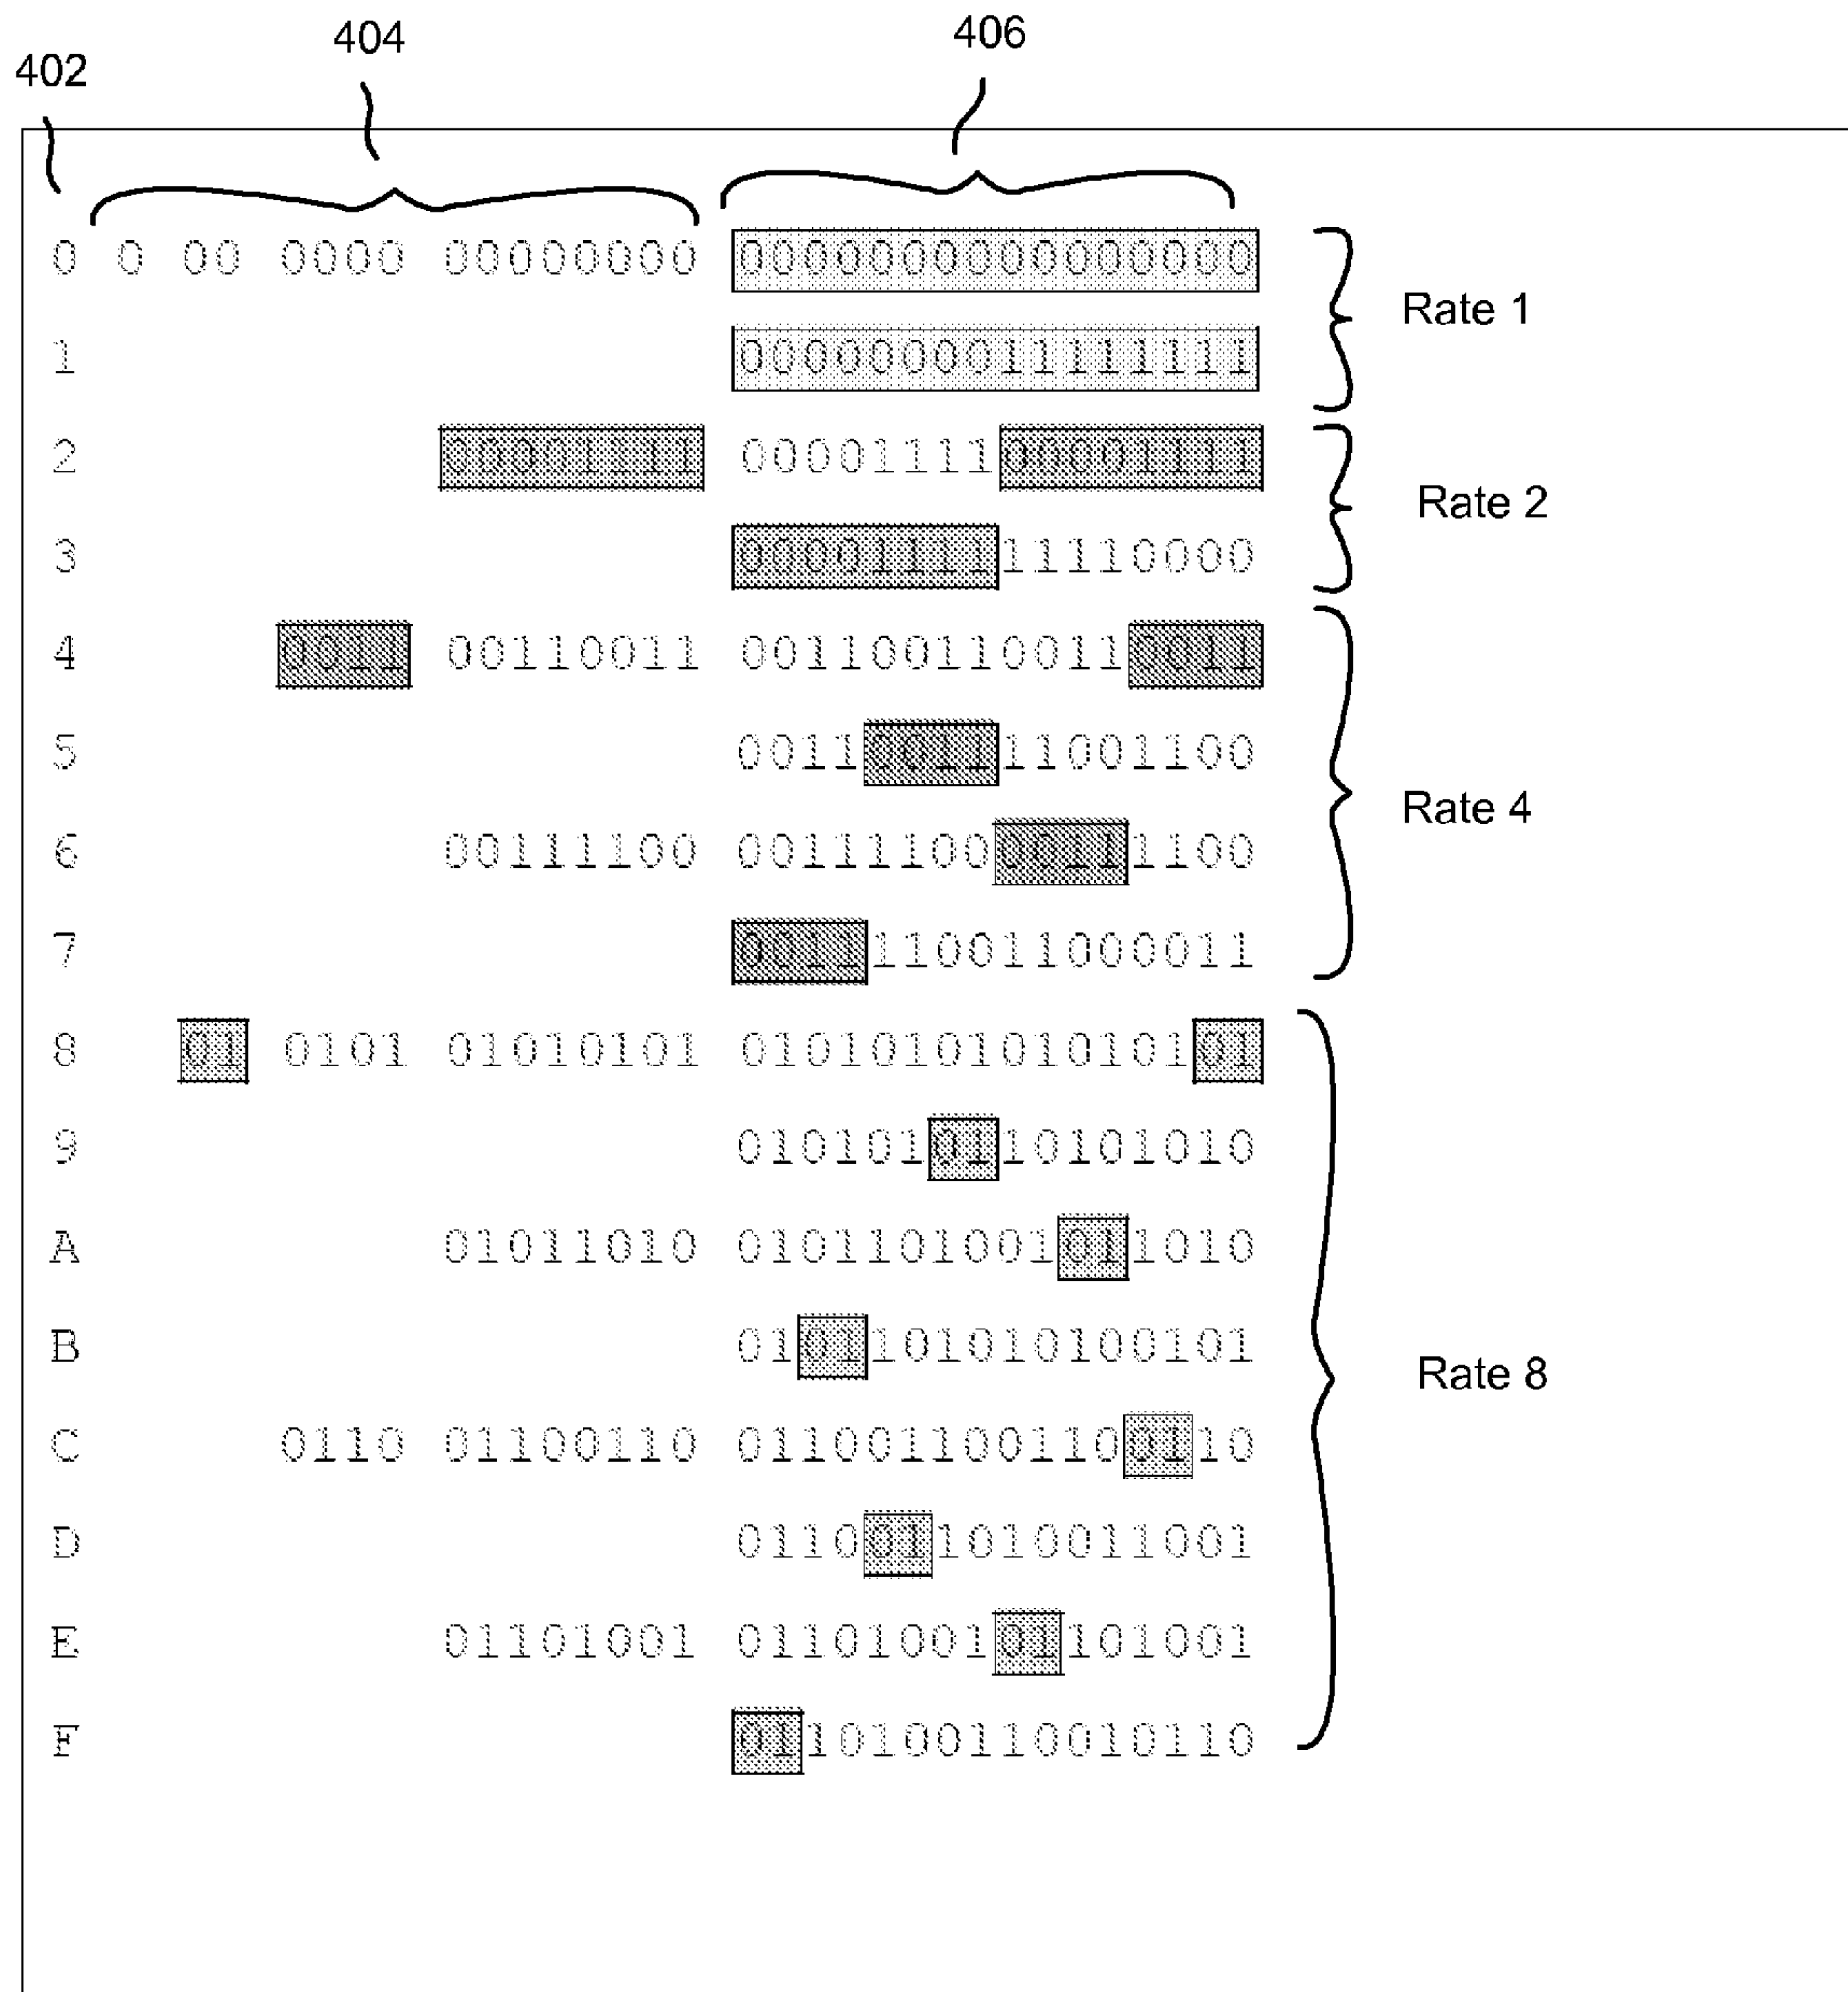 402
404
406
0 0 00 0000 00000000 0000000000000000
1 0000000011111111
Rate 1
2 00001111 0000111100001111
3 0000111111110000
Rate 2
4 0011 00110011 0011001100110011
5 0011001111001100
6 00111100 0011110000111100
7 0011110011000011
Rate 4
8 01 0101 01010101 0101010101010101
9 0101010110101010
A 01011010 0101101001011010
B 0101101010100101
C 0110 01100110 0110011001100110
D 0110011010011001
E 01101001 0110100101101001
F 0110100110010110
Rate 8